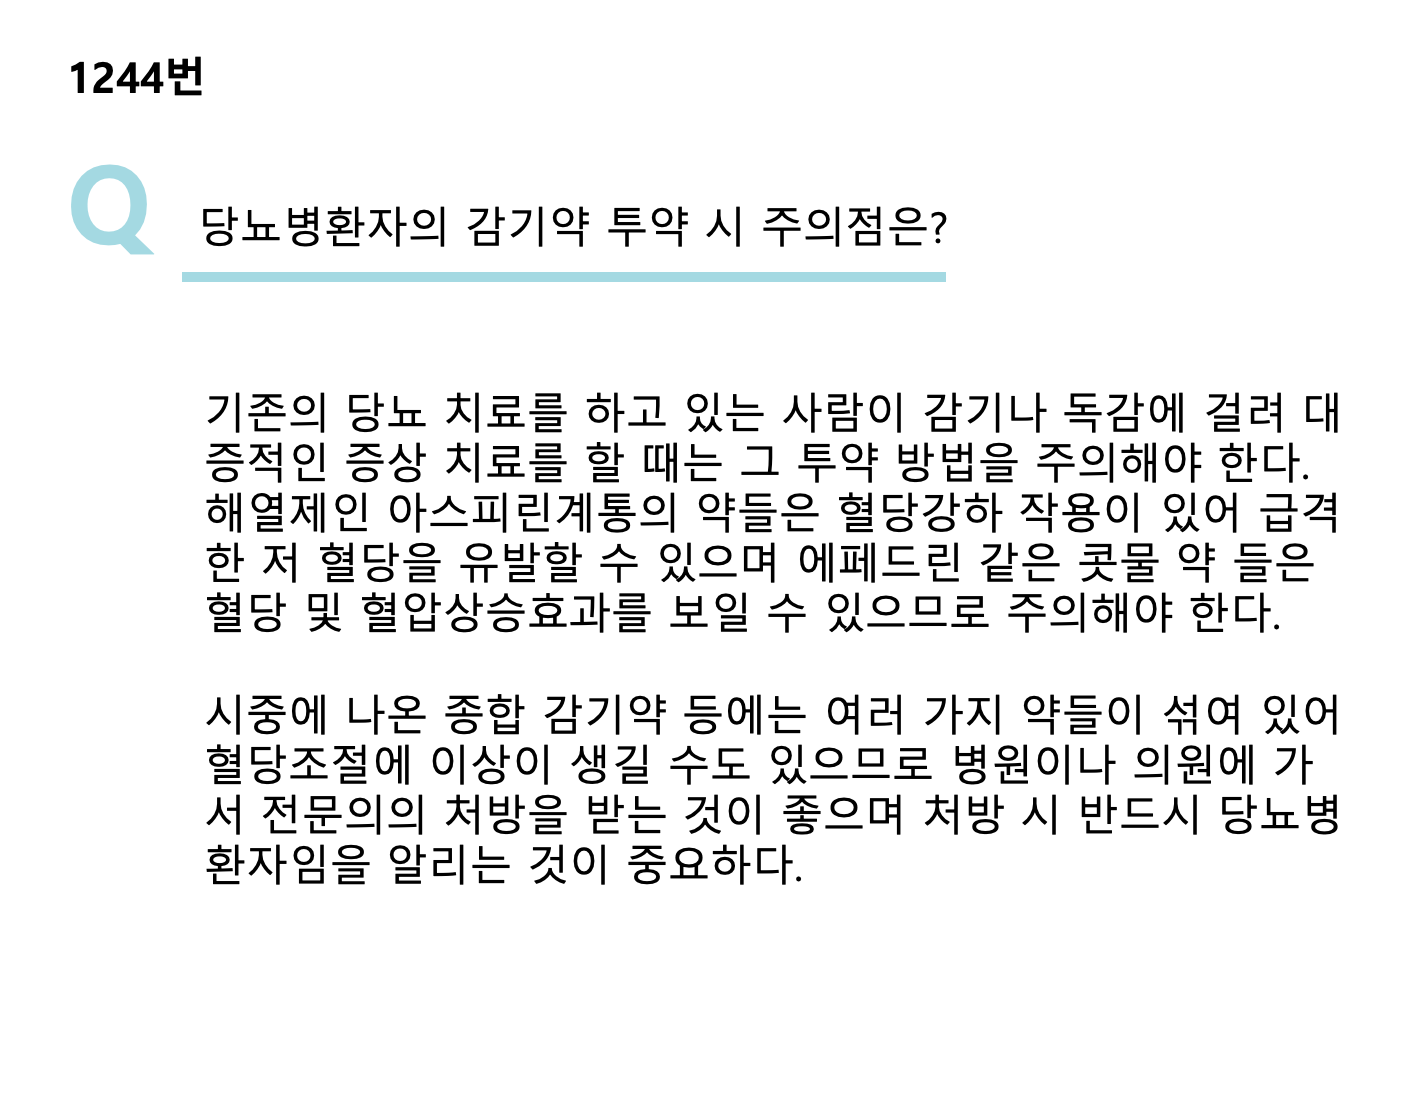 1244번
Q 당뇨병환자의 감기약 투약 시 주의점은?
기존의 당뇨 치료를 하고 있는 사람이 감기나 독감에 걸려 대
증적인 증상 치료를 할 때는 그 투약 방법을 주의해야 한다.
해열제인 아스피린계통의 약들은 혈당강하 작용이 있어 급격
한 저 혈당을 유발할 수 있으며 에페드린 같은 콧물 약 들은
혈당 및 혈압상승효과를 보일 수 있으므로 주의해야 한다.
시중에 나온 종합 감기약 등에는 여러 가지 약들이 섞여 있어
혈당조절에 이상이 생길 수도 있으므로 병원이나 의원에 가
서 전문의의 처방을 받는 것이 좋으며 처방 시 반드시 당뇨병
환자임을 알리는 것이 중요하다.